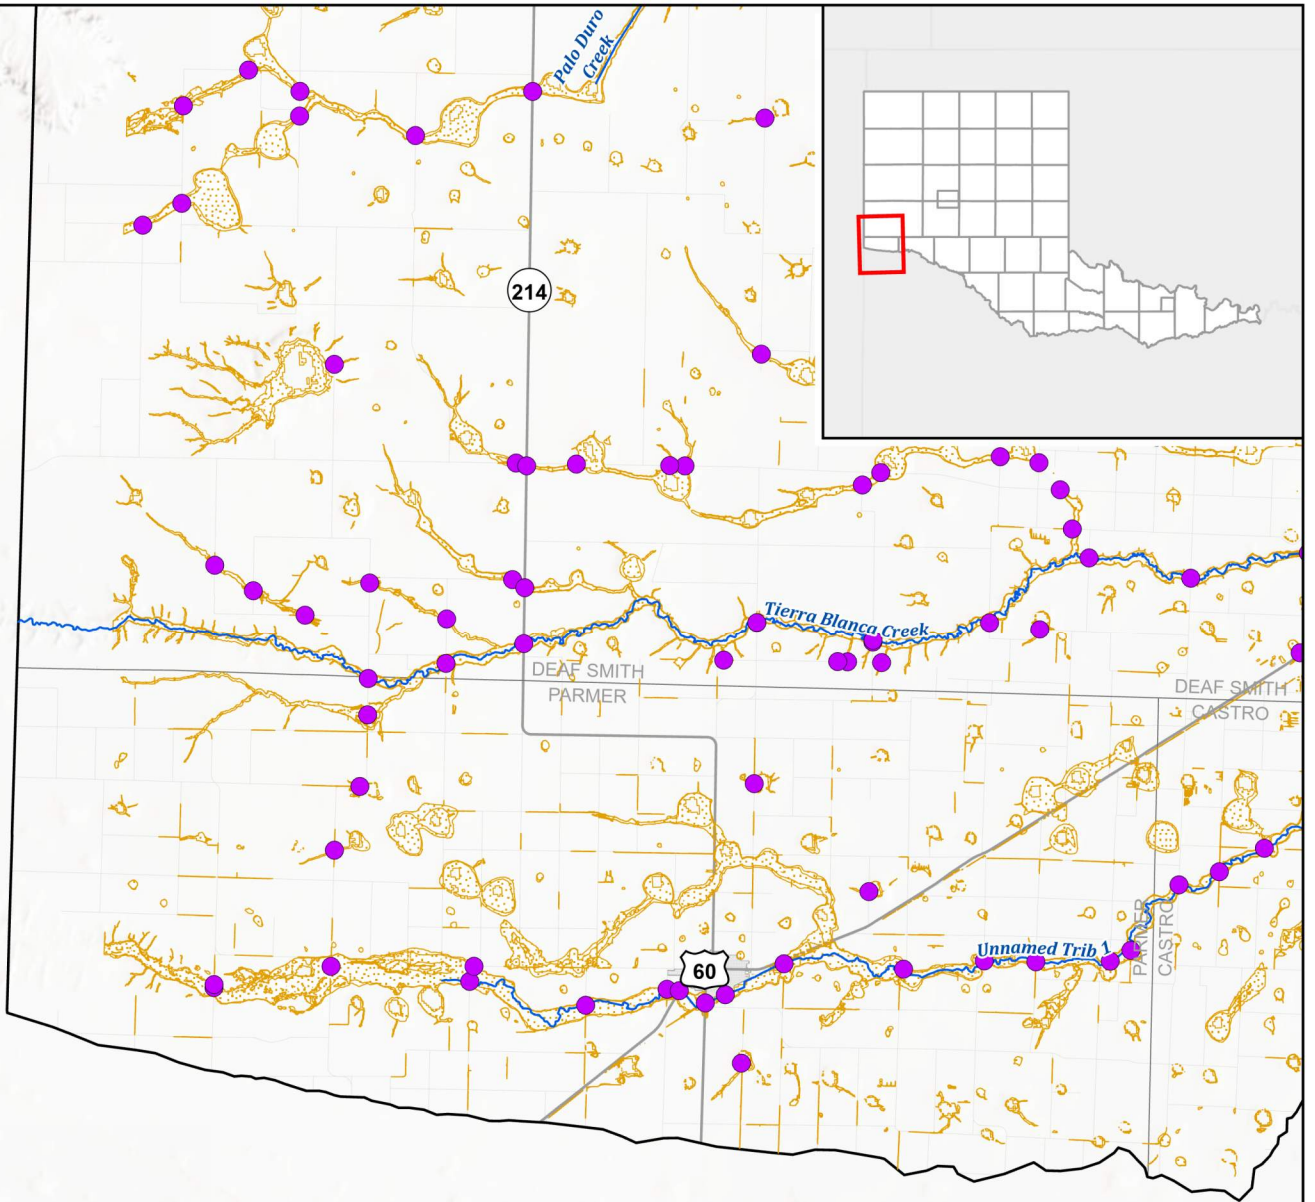 Palo Duro
Creek
214
Tierra Blanca Creek
DEAF SMITH
PARMER
DEAF SMITH
CASTRO
PARMER
CASTRO
Unnamed Trib 1
60